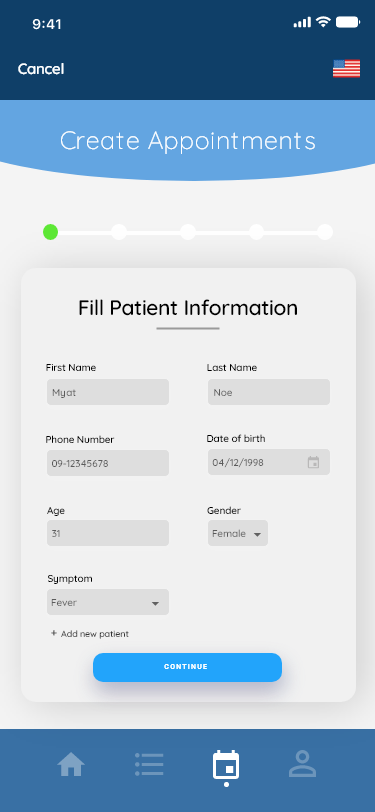 9:41
Cancel
Create Appointments
Fill Patient Information
First Name
Last Name
Myat
Noe
Phone Number
Date of birth
09-12345678
04/12/1998
Age
Gender
31
Female
Symptom
Fever
+ Add new patient
CONTINUE